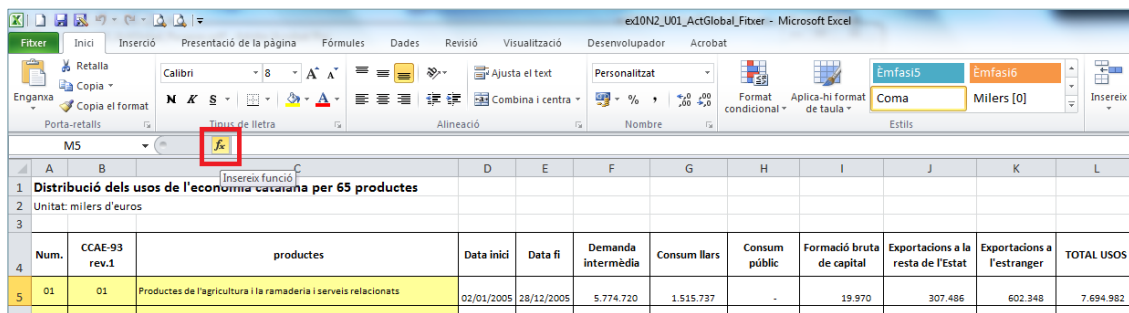 ex10N2_U01_ActGlobal_Fitxer - Microsoft Excel
Fitxer Inici Inserció Presentació de la pàgina Fórmules Dades Revisió Visualització Desenvolupador Acrobat
Enganxa
Retalla
Copia
Copia el format
Porta-retalls
Calibri 8 A A
N K S A
Tipus de lletra
Ajusta el text
Combina i centra
Alineació
Personalitzat
% , ,00 ,00
Nombre
Format condicional
Aplica-hi format de taula
Èmfasi5 Èmfasi6
Coma Milers [0]
Estils
Insereix
M5 fx
Insereix funció
A B C D E F G H I J K L
1 Distribució dels usos de l'economia catalana per 65 productes
2 Unitat: milers d'euros
3
4 Num. CCAE-93 rev.1 productes Data inici Data fi Demanda intermèdia Consum llars Consum públic Formació bruta de capital Exportacions a la resta de l'Estat Exportacions a l'estranger TOTAL USOS
5 01 01 Productes de l'agricultura i la ramaderia i serveis relacionats 02/01/2005 28/12/2005 5.774.720 1.515.737 - 19.970 307.486 602.348 7.694.982